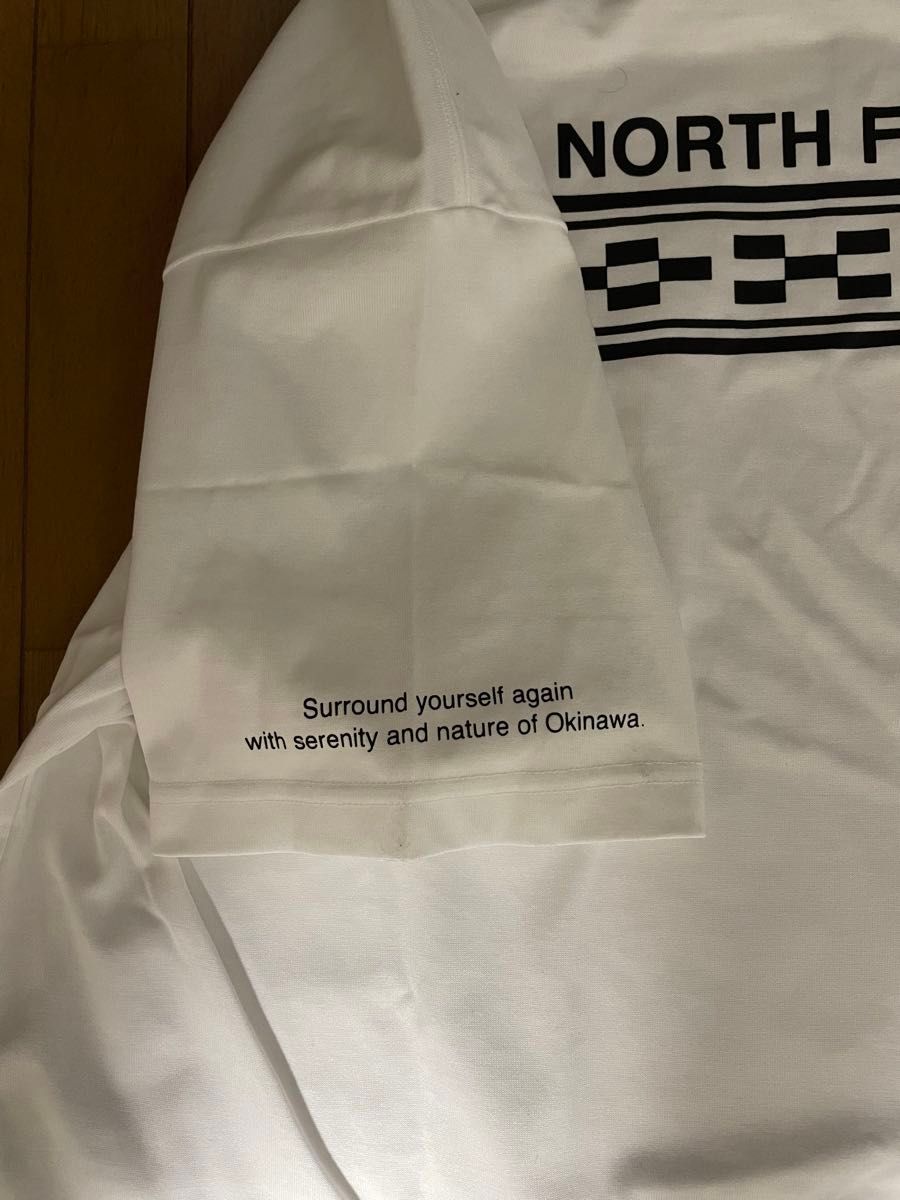 NORTH F
Surround yourself again
with serenity and nature of Okinawa.